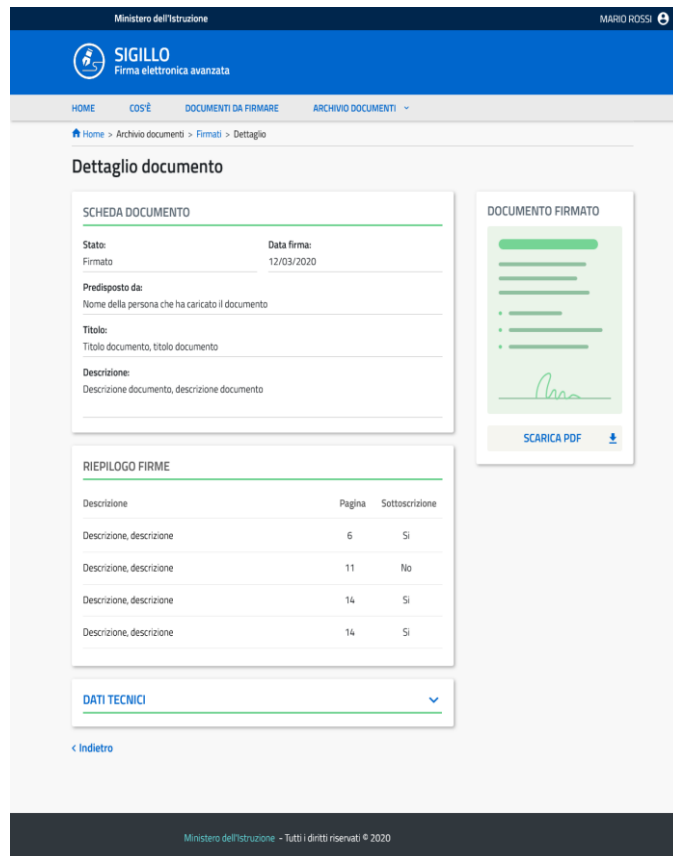 Ministero dell'Istruzione
MARIO ROSSI
SIGILLO
Firma elettronica avanzata
HOME COS'È DOCUMENTI DA FIRMARE ARCHIVIO DOCUMENTI
Home > Archivio documenti > Firmati > Dettaglio
Dettaglio documento
SCHEDA DOCUMENTO
Stato: Data firma:
Firmato 12/03/2020
Predisposto da:
Nome della persona che ha caricato il documento
Titolo:
Titolo documento, titolo documento
Descrizione:
Descrizione documento, descrizione documento
DOCUMENTO FIRMATO
SCARICA PDF
RIEPILOGO FIRME
Descrizione Pagina Sottoscrizione
Descrizione, descrizione 6 Si
Descrizione, descrizione 11 No
Descrizione, descrizione 14 Si
Descrizione, descrizione 14 Si
DATI TECNICI
< Indietro
Ministero dell'Istruzione - Tutti i diritti riservati © 2020